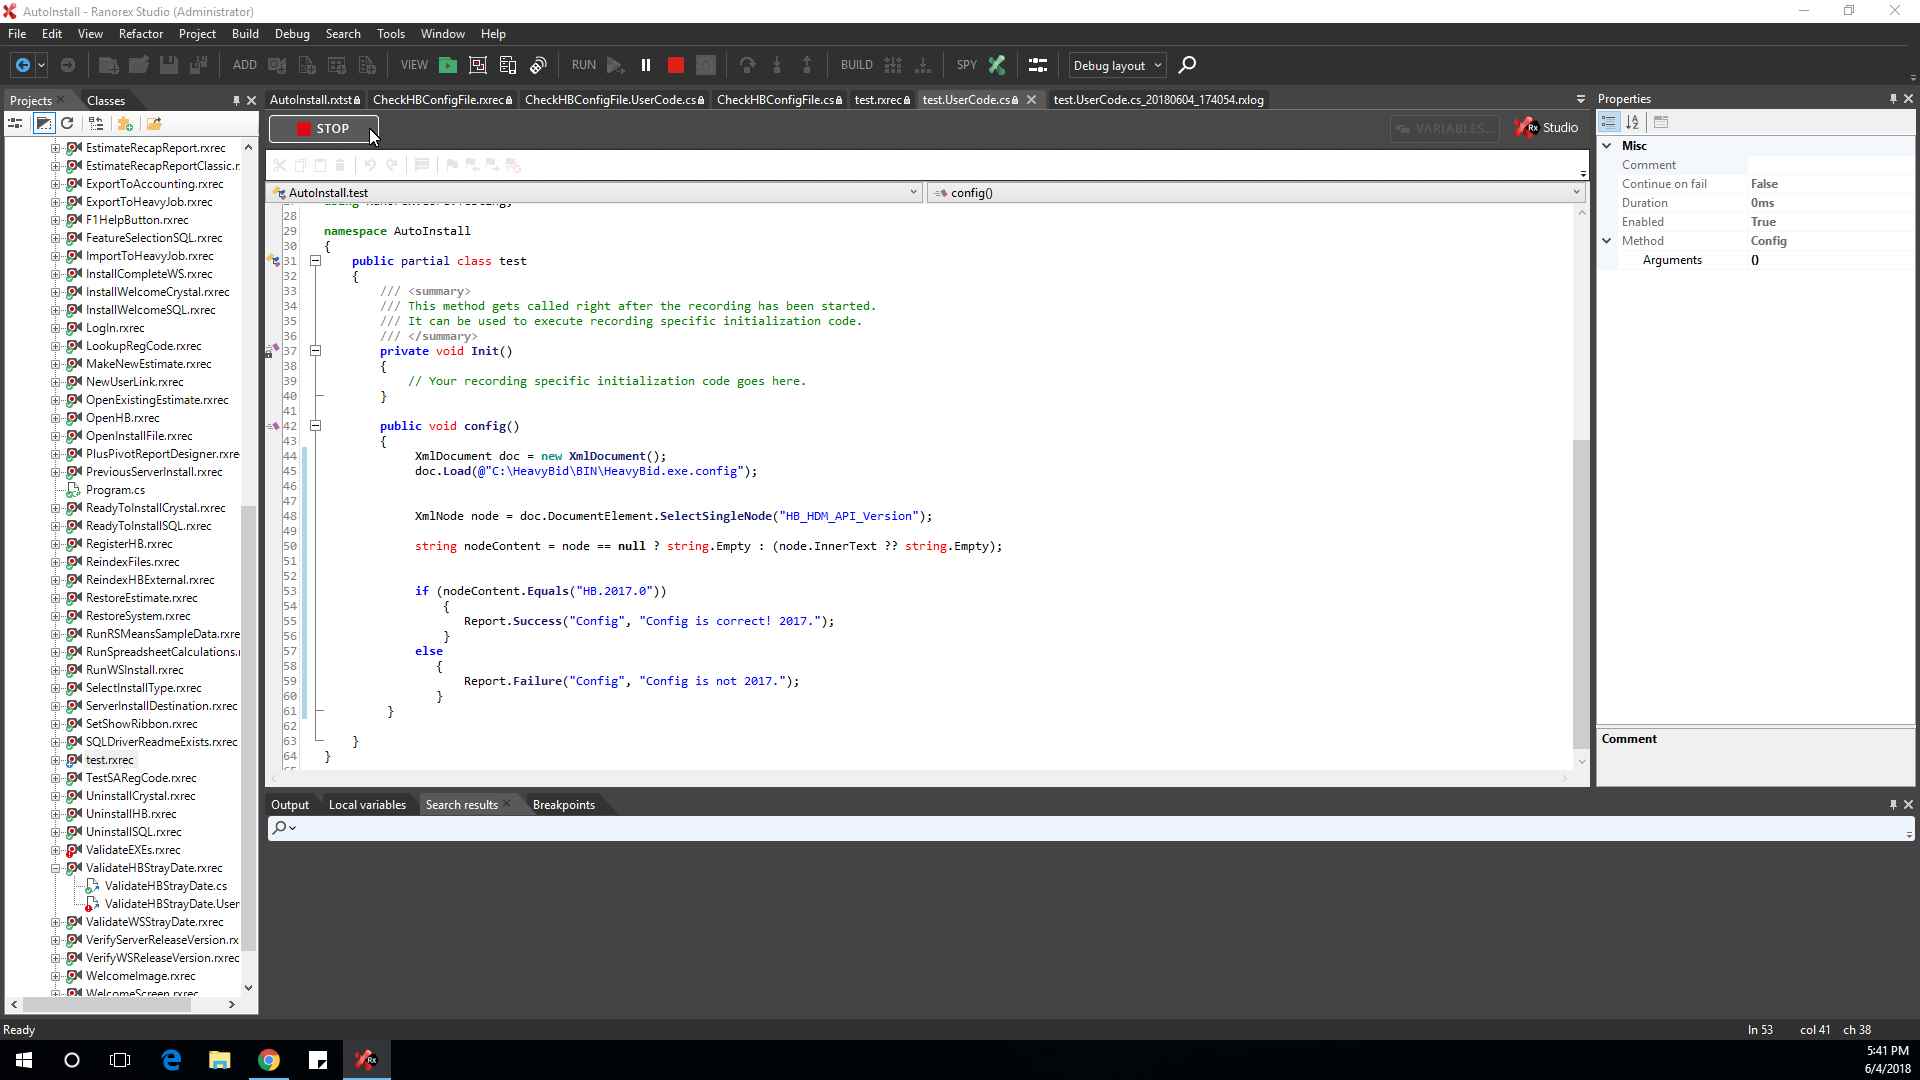 AutoInstall - Ranorex Studio (Administrator)
File Edit View Refactor Project Build Debug Search Tools Window Help
ADD VIEW RUN BUILD SPY Debug layout
Projects Classes
AutoInstall.rxtst CheckHBConfigFile.rxrec CheckHBConfigFile.UserCode.cs CheckHBConfigFile.cs test.rxrec test.UserCode.cs test.UserCode.cs_20180604_174054.rxlog
STOP VARIABLES... Rx Studio
AutoInstall.test config()
EstimateRecapReport.rxrec
EstimateRecapReportClassic.r
ExportToAccounting.rxrec
ExportToHeavyJob.rxrec
F1HelpButton.rxrec
FeatureSelectionSQL.rxrec
ImportToHeavyJob.rxrec
InstallCompleteWS.rxrec
InstallWelcomeCrystal.rxrec
InstallWelcomeSQL.rxrec
LogIn.rxrec
LookupRegCode.rxrec
MakeNewEstimate.rxrec
NewUserLink.rxrec
OpenExistingEstimate.rxrec
OpenHB.rxrec
OpenInstallFile.rxrec
PlusPivotReportDesigner.rxre
PreviousServerInstall.rxrec
Program.cs
ReadyToInstallCrystal.rxrec
ReadyToInstallSQL.rxrec
RegisterHB.rxrec
ReindexFiles.rxrec
ReindexHBExternal.rxrec
RestoreEstimate.rxrec
RestoreSystem.rxrec
RunRSMeansSampleData.rxre
RunSpreadsheetCalculations.r
RunWSInstall.rxrec
SelectInstallType.rxrec
ServerInstallDestination.rxrec
SetShowRibbon.rxrec
SQLDriverReadmeExists.rxrec
test.rxrec
TestSARegCode.rxrec
UninstallCrystal.rxrec
UninstallHB.rxrec
UninstallSQL.rxrec
ValidateEXEs.rxrec
ValidateHBStrayDate.rxrec
ValidateHBStrayDate.cs
ValidateHBStrayDate.User
ValidateWSStrayDate.rxrec
VerifyServerReleaseVersion.rx
VerifyWSReleaseVersion.rxrec
WelcomeImage.rxrec
WelcomeScreen.rxrec
28
29 namespace AutoInstall
30 {
31 public partial class test
32 {
33 /// <summary>
34 /// This method gets called right after the recording has been started.
35 /// It can be used to execute recording specific initialization code.
36 /// </summary>
37 private void Init()
38 {
39 // Your recording specific initialization code goes here.
40 }
41
42 public void config()
43 {
44 XmlDocument doc = new XmlDocument();
45 doc.Load(@"C:\HeavyBid\BIN\HeavyBid.exe.config");
46
47
48 XmlNode node = doc.DocumentElement.SelectSingleNode("HB_HDM_API_Version");
49
50 string nodeContent = node == null ? string.Empty : (node.InnerText ?? string.Empty);
51
52
53 if (nodeContent.Equals("HB.2017.0"))
54 {
55 Report.Success("Config", "Config is correct! 2017.");
56 }
57 else
58 {
59 Report.Failure("Config", "Config is not 2017.");
60 }
61 }
62
63 }
64 }
Properties
Misc
Comment
Continue on fail False
Duration 0ms
Enabled True
Method Config
Arguments ()
Comment
Output Local variables Search results Breakpoints
Ready ln 53 col 41 ch 38
5:41 PM
6/4/2018